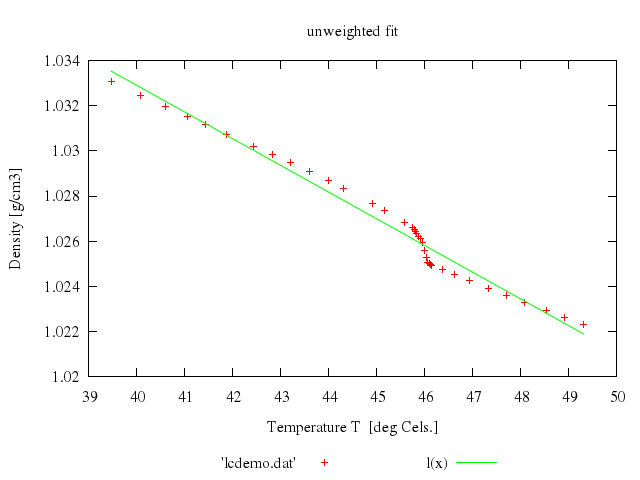 unweighted fit
1.034
1.032
1.03
1.028
1.026
1.024
1.022
1.02
Density [g/cm3]
39 40 41 42 43 44 45 46 47 48 49 50
Temperature T [deg Cels.]
'lcdemo.dat' l(x)